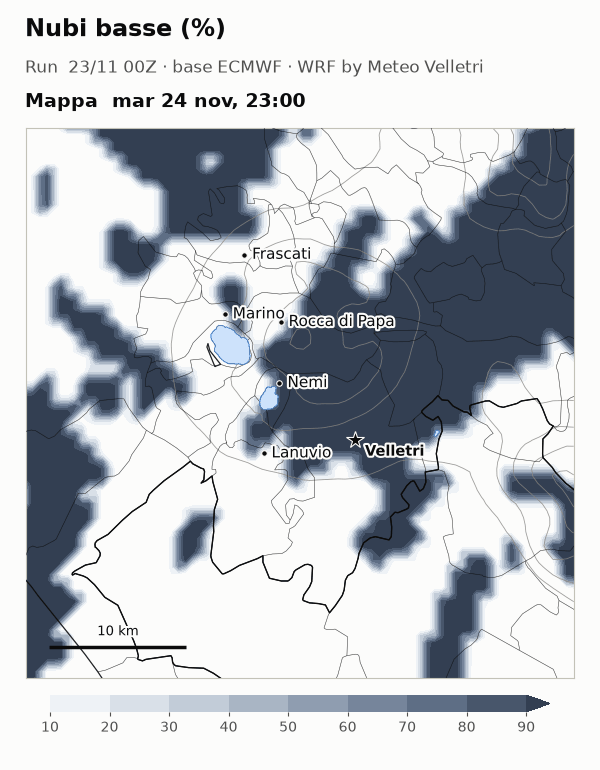 Nubi basse (%)
Run  23/11 00Z · base ECMWF · WRF by Meteo Velletri
Mappa  mar 24 nov, 23:00
Frascati
Marino
Rocca di Papa
Nemi
Velletri
Lanuvio
10 km
10 20 30 40 50 60 70 80 90